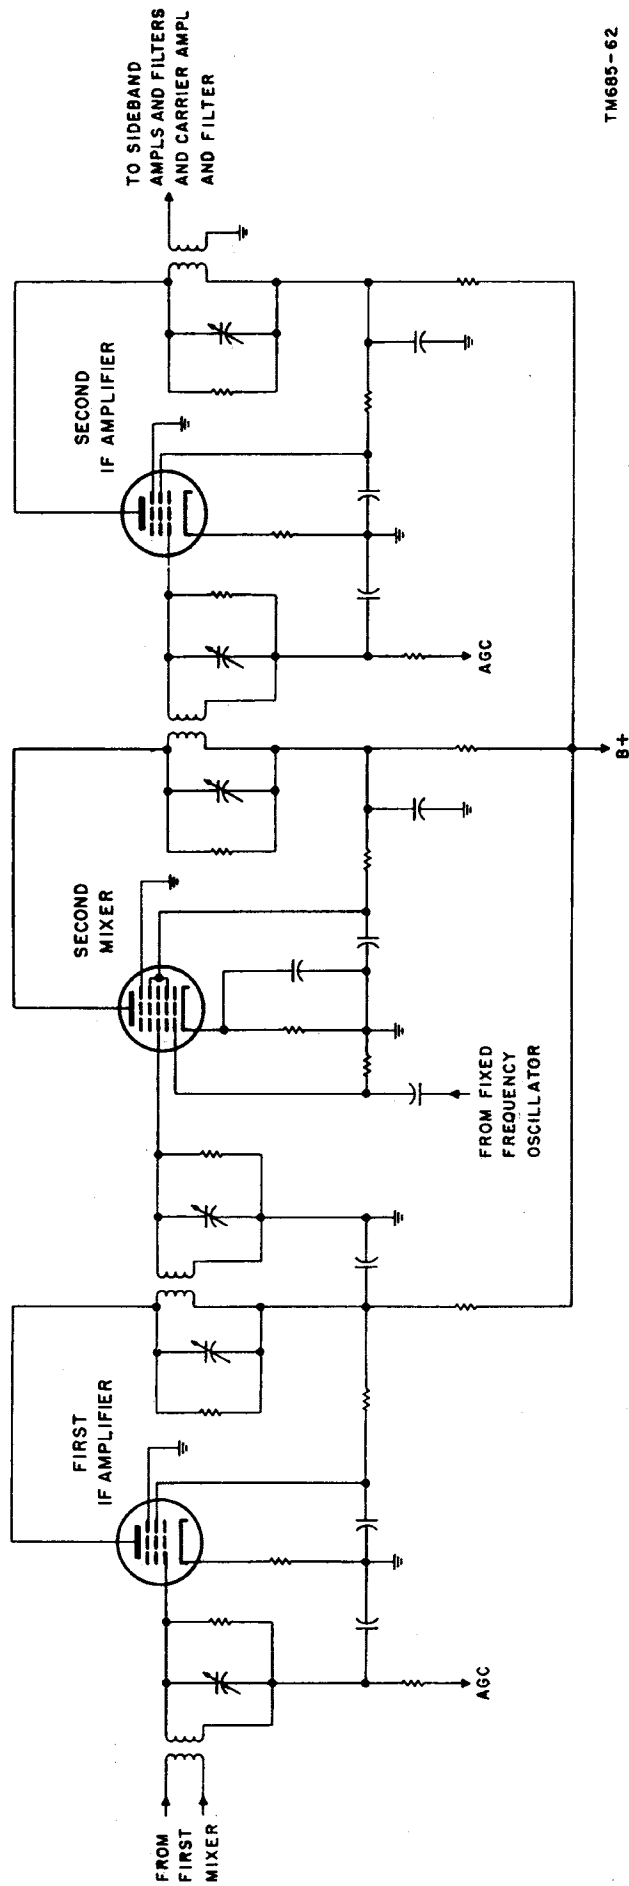 FROM
FIRST
MIXER
FIRST
IF AMPLIFIER
AGC
SECOND
MIXER
FROM FIXED
FREQUENCY
OSCILLATOR
B+
SECOND
IF AMPLIFIER
AGC
TO SIDEBAND
AMPLS AND FILTERS
AND CARRIER AMPL
AND FILTER
TM685-62